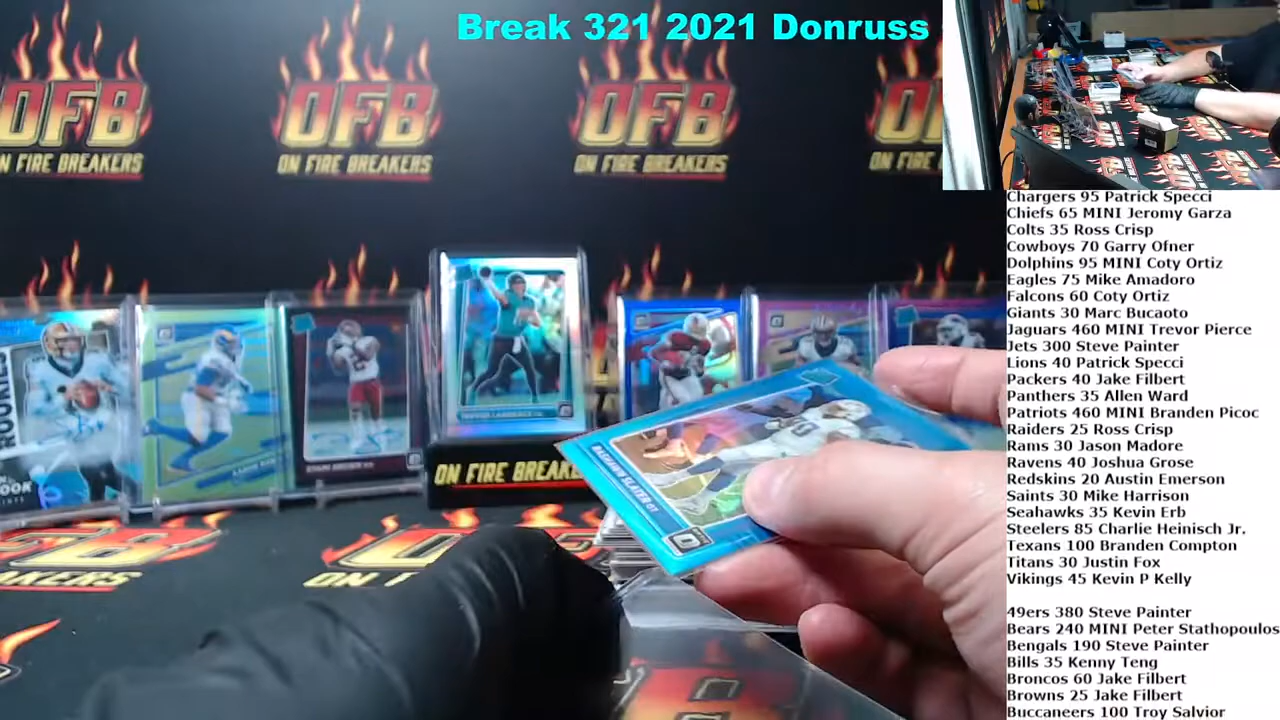 Break 321 2021 Donruss
OFB
ON FIRE BREAKERS
OFB
ON FIRE BREAKERS
OFB
ON FIRE BREAKERS
ON FIRE
Chargers 95 Patrick Specci
Chiefs 65 MINI Jeromy Garza
Colts 35 Ross Crisp
Cowboys 70 Garry Ofner
Dolphins 95 MINI Coty Ortiz
Eagles 75 Mike Amadoro
Falcons 60 Coty Ortiz
Giants 30 Marc Bucaoto
Jaguars 460 MINI Trevor Pierce
Jets 300 Steve Painter
Lions 40 Patrick Specci
Packers 40 Jake Filbert
Panthers 35 Allen Ward
Patriots 460 MINI Branden Picoc
Raiders 25 Ross Crisp
Rams 30 Jason Madore
Ravens 40 Joshua Grose
Redskins 20 Austin Emerson
Saints 30 Mike Harrison
Seahawks 35 Kevin Erb
Steelers 85 Charlie Heinisch Jr.
Texans 100 Branden Compton
Titans 30 Justin Fox
Vikings 45 Kevin P Kelly
49ers 380 Steve Painter
Bears 240 MINI Peter Stathopoulos
Bengals 190 Steve Painter
Bills 35 Kenny Teng
Broncos 60 Jake Filbert
Browns 25 Jake Filbert
Buccaneers 100 Troy Salvior
ROOKIES
ON FIRE BREAKE
RASHAWN SLATER OT